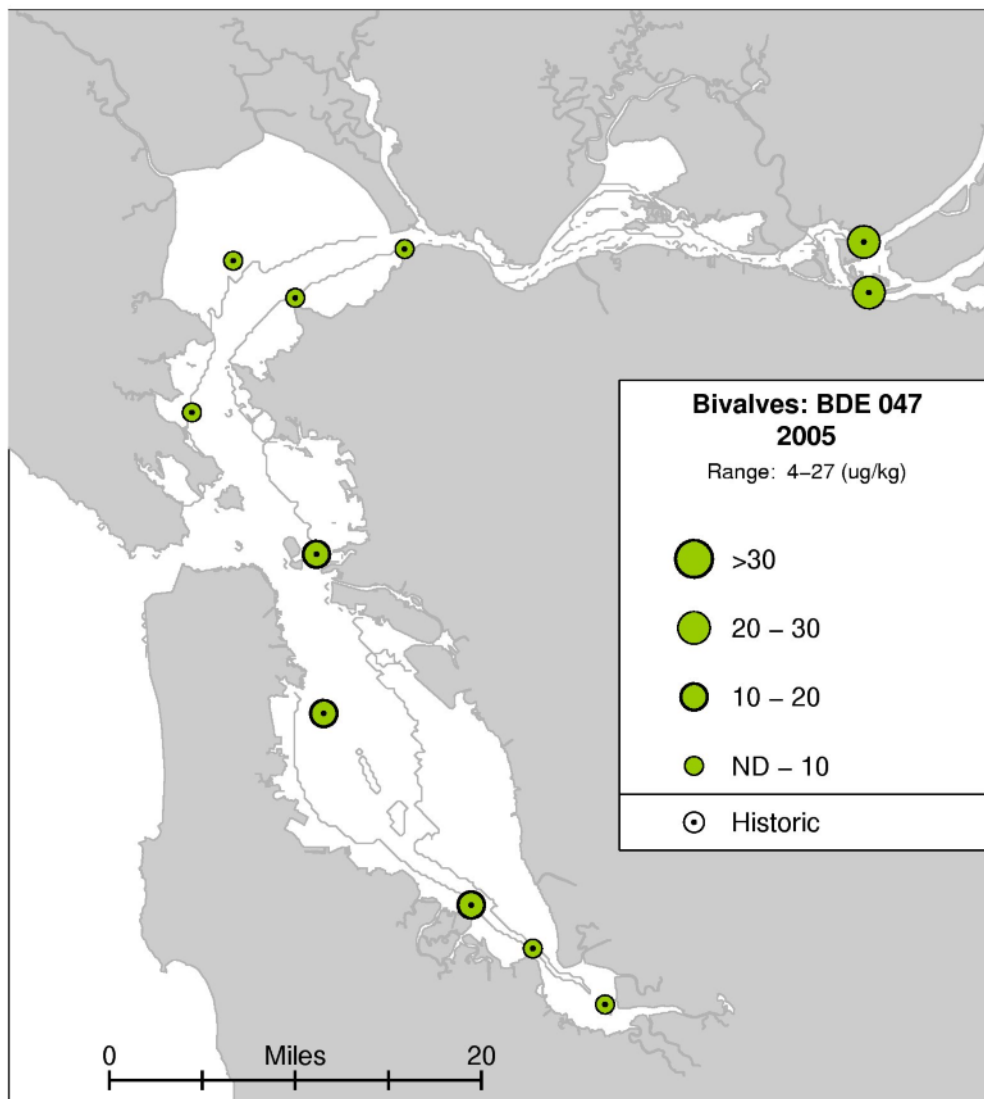 Bivalves: BDE 047
2005
Range: 4–27 (ug/kg)
>30
20 – 30
10 – 20
ND – 10
Historic
0 Miles 20